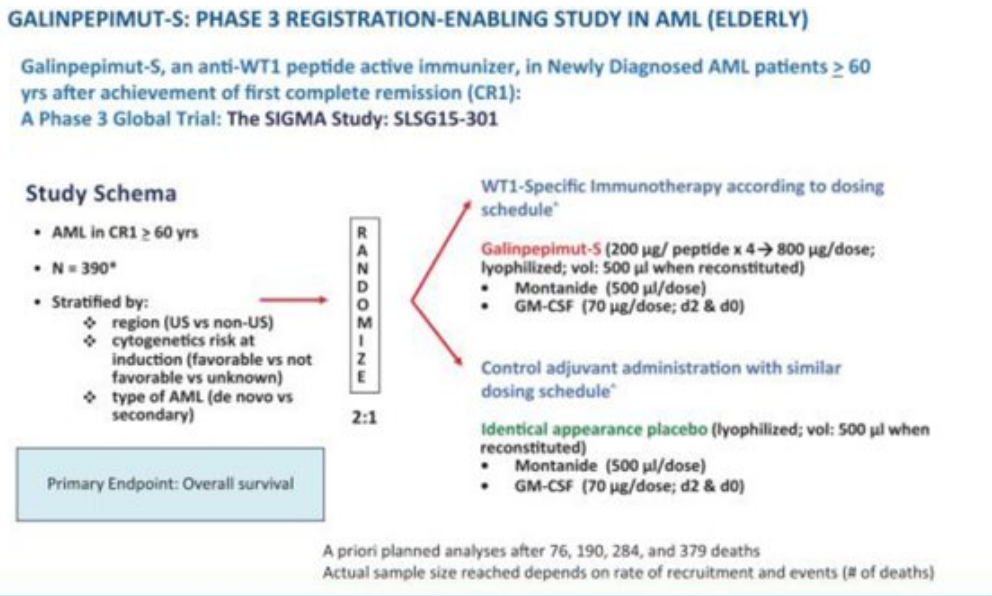 GALINPEPIMUT-S: PHASE 3 REGISTRATION-ENABLING STUDY IN AML (ELDERLY)
Galinpepimut-S, an anti-WT1 peptide active immunizer, in Newly Diagnosed AML patients ≥ 60
yrs after achievement of first complete remission (CR1):
A Phase 3 Global Trial: The SIGMA Study: SLSG15-301
Study Schema
• AML in CR1 ≥ 60 yrs
• N = 390*
• Stratified by:
❖ region (US vs non-US)
❖ cytogenetics risk at
induction (favorable vs not
favorable vs unknown)
❖ type of AML (de novo vs
secondary)
Primary Endpoint: Overall survival
R
A
N
D
O
M
I
Z
E
2:1
WT1-Specific Immunotherapy according to dosing
schedule^
Galinpepimut-S (200 µg/ peptide x 4→ 800 µg/dose;
lyophilized; vol: 500 µl when reconstituted)
• Montanide (500 µl/dose)
• GM-CSF (70 µg/dose; d2 & d0)
Control adjuvant administration with similar
dosing schedule^
Identical appearance placebo (lyophilized; vol: 500 µl when
reconstituted)
• Montanide (500 µl/dose)
• GM-CSF (70 µg/dose; d2 & d0)
A priori planned analyses after 76, 190, 284, and 379 deaths
Actual sample size reached depends on rate of recruitment and events (# of deaths)